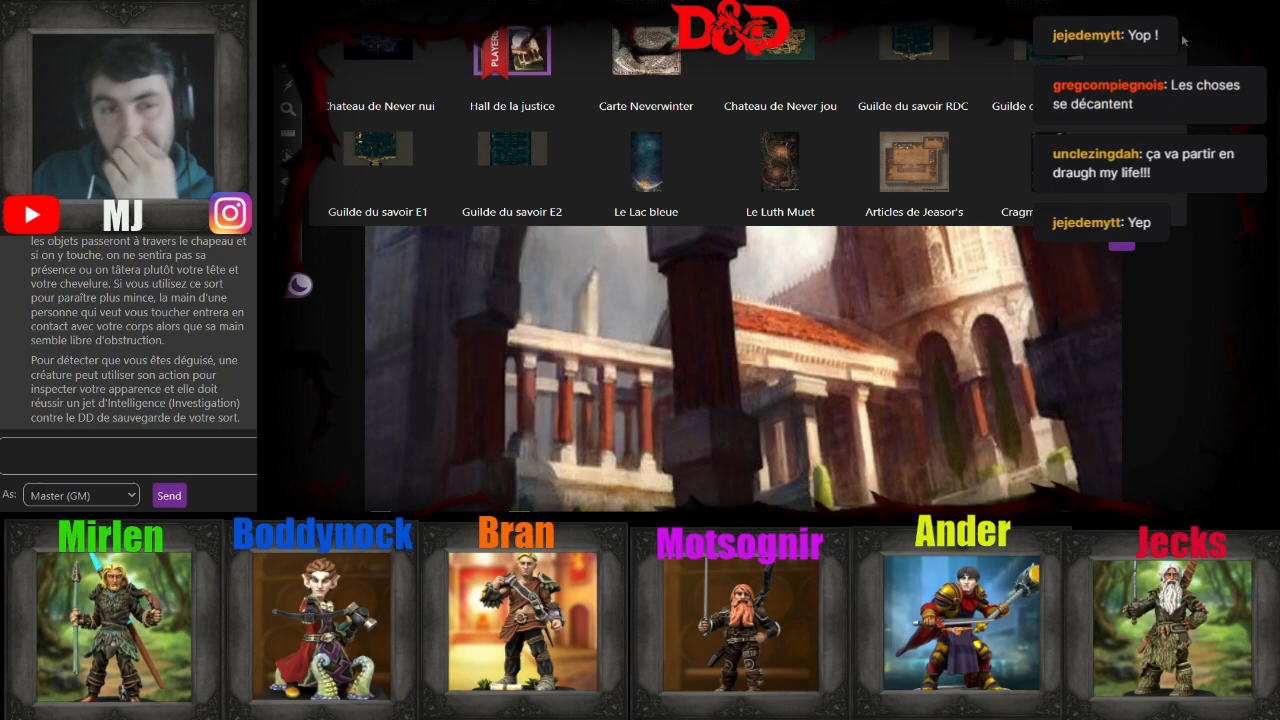 D&D
PLAYERS
Chateau de Never nui
Hall de la justice
Carte Neverwinter
Chateau de Never jou
Guilde du savoir RDC
Guilde
Guilde du savoir E1
Guilde du savoir E2
Le Lac bleue
Le Luth Muet
Articles de Jeasor's
jejedemytt: Yop !
gregcompiegnois: Les choses
se décantent
unclezingdah: ça va partir en
draugh my life!!!
jejedemytt: Yep
MJ
les objets passeront à travers le chapeau et
si on y touche, on ne sentira pas sa
présence ou on tâtera plutôt votre tête et
votre chevelure. Si vous utilisez ce sort
pour paraître plus mince, la main d'une
personne qui veut vous toucher entrera en
contact avec votre corps alors que sa main
semble libre d'obstruction.
Pour détecter que vous êtes déguisé, une
créature peut utiliser son action pour
inspecter votre apparence et elle doit
réussir un jet d'Intelligence (Investigation)
contre le DD de sauvegarde de votre sort.
As:
Master (GM)
Send
Mirlen
Boddynock
Bran
Motsognir
Ander
Jecks